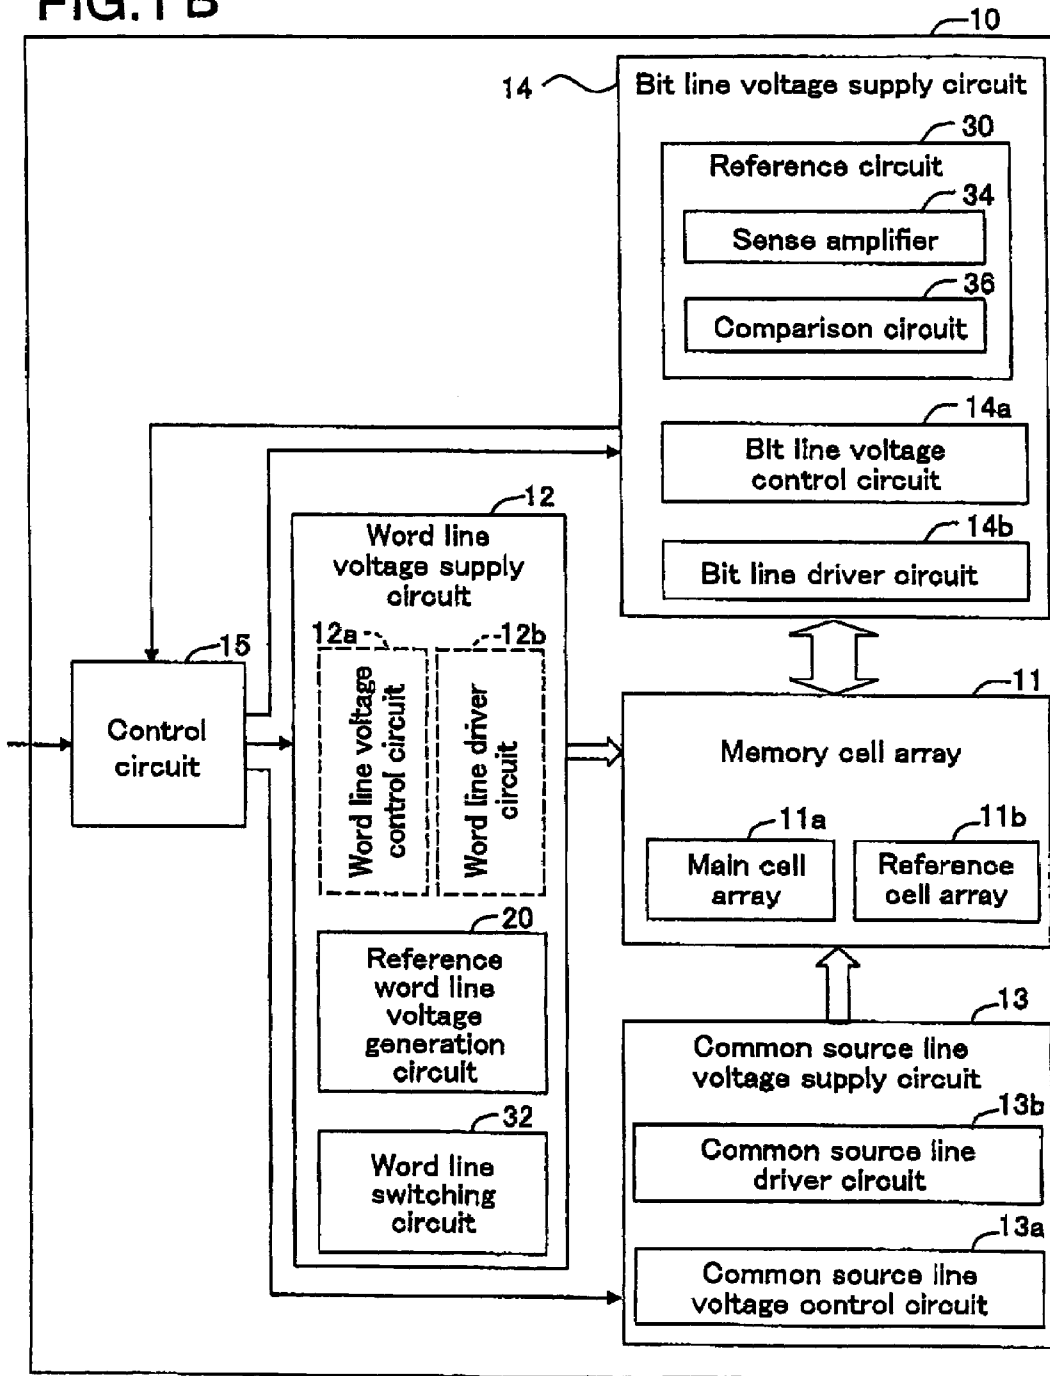 FIG.1 B
10
14
Bit line voltage supply circuit
30
Reference circuit
34
Sense amplifier
36
Comparison circuit
14a
Bit line voltage
control circuit
14b
Bit line driver circuit
12
Word line
voltage supply
circuit
12a
12b
Word line voltage
control circuit
Word line driver
circuit
20
Reference
word line
voltage
generation
circuit
32
Word line
switching
circuit
15
Control
circuit
11
Memory cell array
11a
Main cell
array
11b
Reference
cell array
13
Common source line
voltage supply circuit
13b
Common source line
driver circuit
13a
Common source line
voltage control circuit